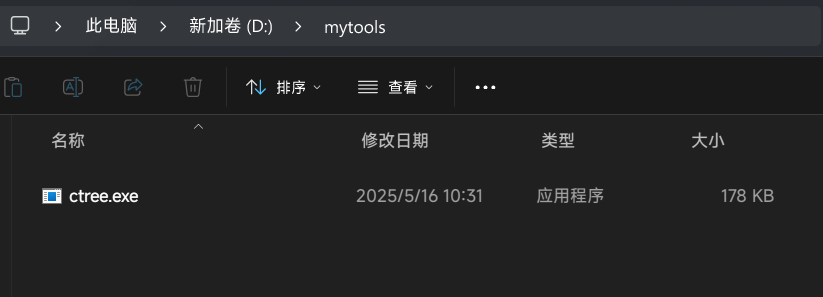 此电脑 新加卷 (D:) mytools
排序 查看
名称 修改日期 类型 大小
ctree.exe 2025/5/16 10:31 应用程序 178 KB